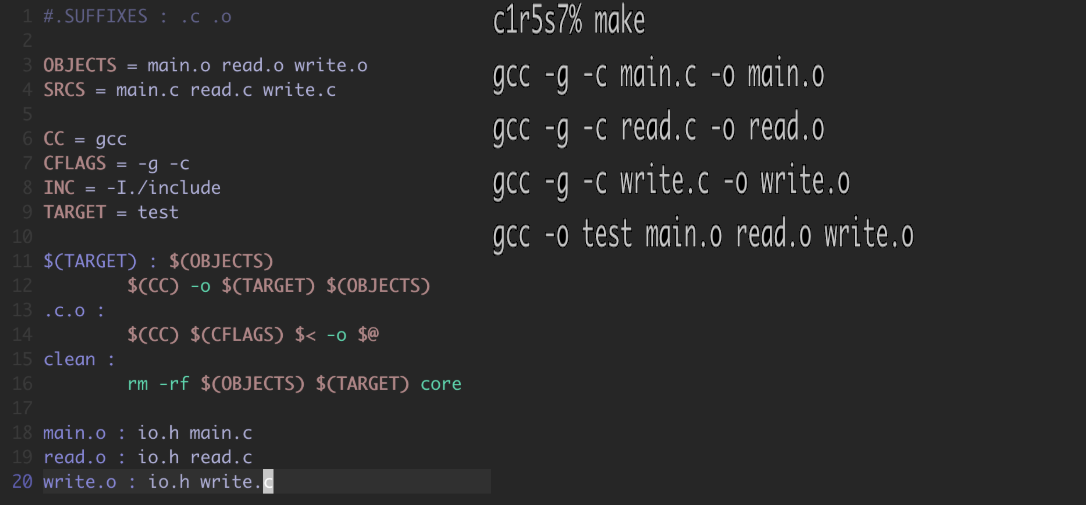 1 #.SUFFIXES : .c .o
2
3 OBJECTS = main.o read.o write.o
4 SRCS = main.c read.c write.c
5
6 CC = gcc
7 CFLAGS = -g -c
8 INC = -I./include
9 TARGET = test
10
11 $(TARGET) : $(OBJECTS)
12 $(CC) -o $(TARGET) $(OBJECTS)
13 .c.o :
14 $(CC) $(CFLAGS) $< -o $@
15 clean :
16 rm -rf $(OBJECTS) $(TARGET) core
17
18 main.o : io.h main.c
19 read.o : io.h read.c
20 write.o : io.h write.c
c1r5s7% make
gcc -g -c main.c -o main.o
gcc -g -c read.c -o read.o
gcc -g -c write.c -o write.o
gcc -o test main.o read.o write.o